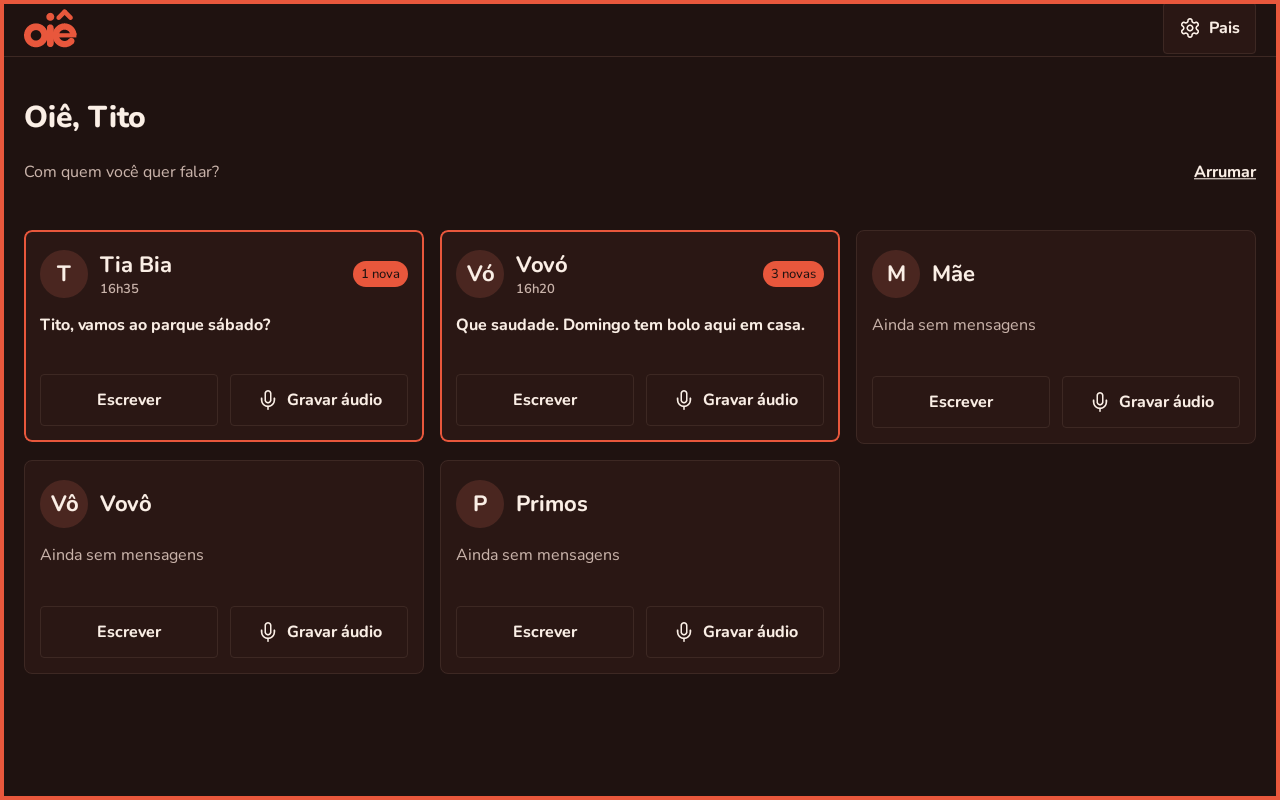 oiê
Pais
Oiê, Tito
Com quem você quer falar?
Arrumar
T
Tia Bia
16h35
1 nova
Tito, vamos ao parque sábado?
Escrever
Gravar áudio
Vó
Vovó
16h20
3 novas
Que saudade. Domingo tem bolo aqui em casa.
Escrever
Gravar áudio
M
Mãe
Ainda sem mensagens
Escrever
Gravar áudio
Vô
Vovô
Ainda sem mensagens
Escrever
Gravar áudio
P
Primos
Ainda sem mensagens
Escrever
Gravar áudio